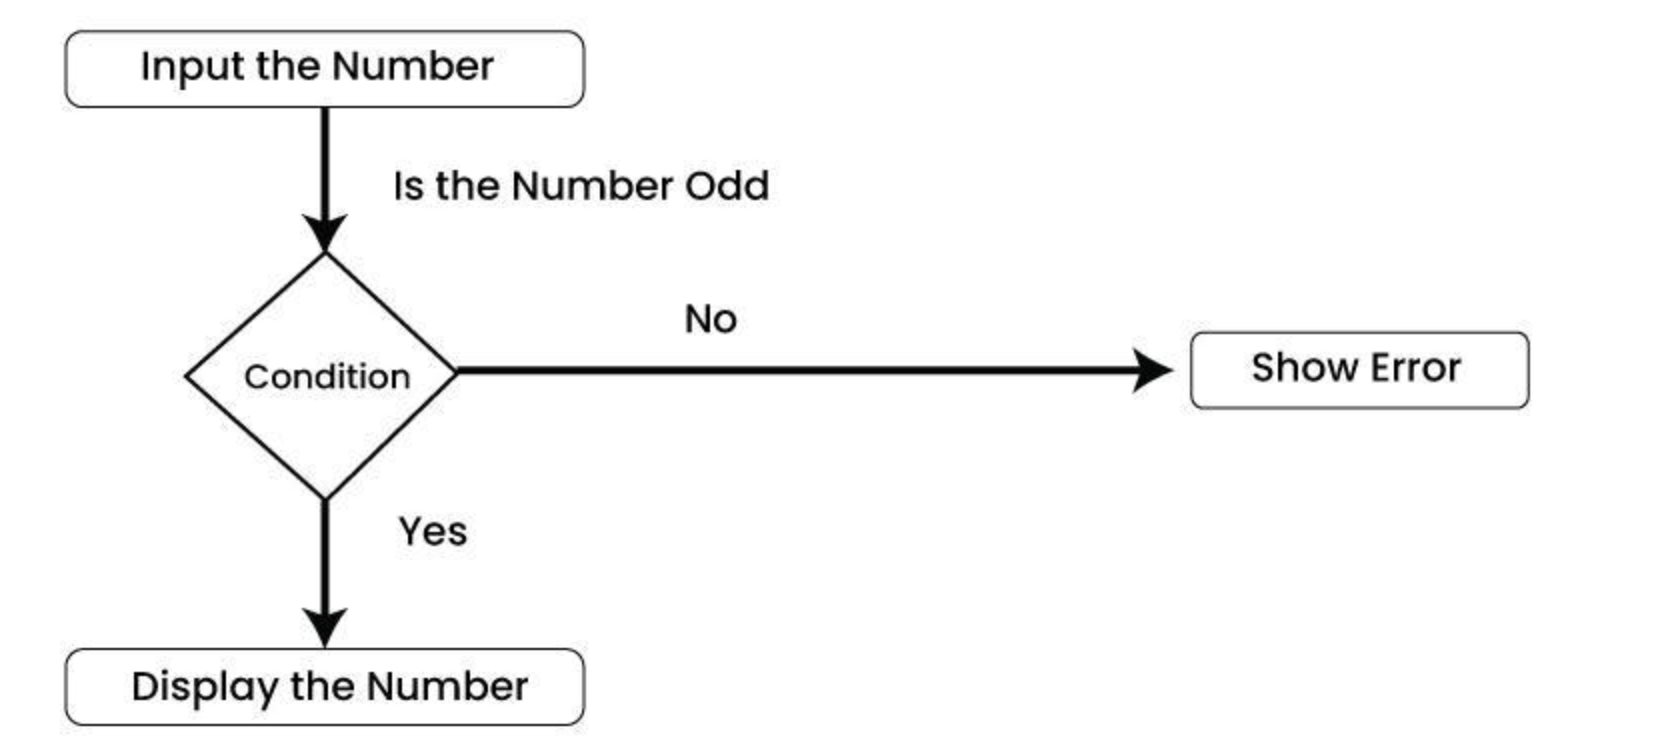 Input the Number
Is the Number Odd
No
Condition
Show Error
Yes
Display the Number